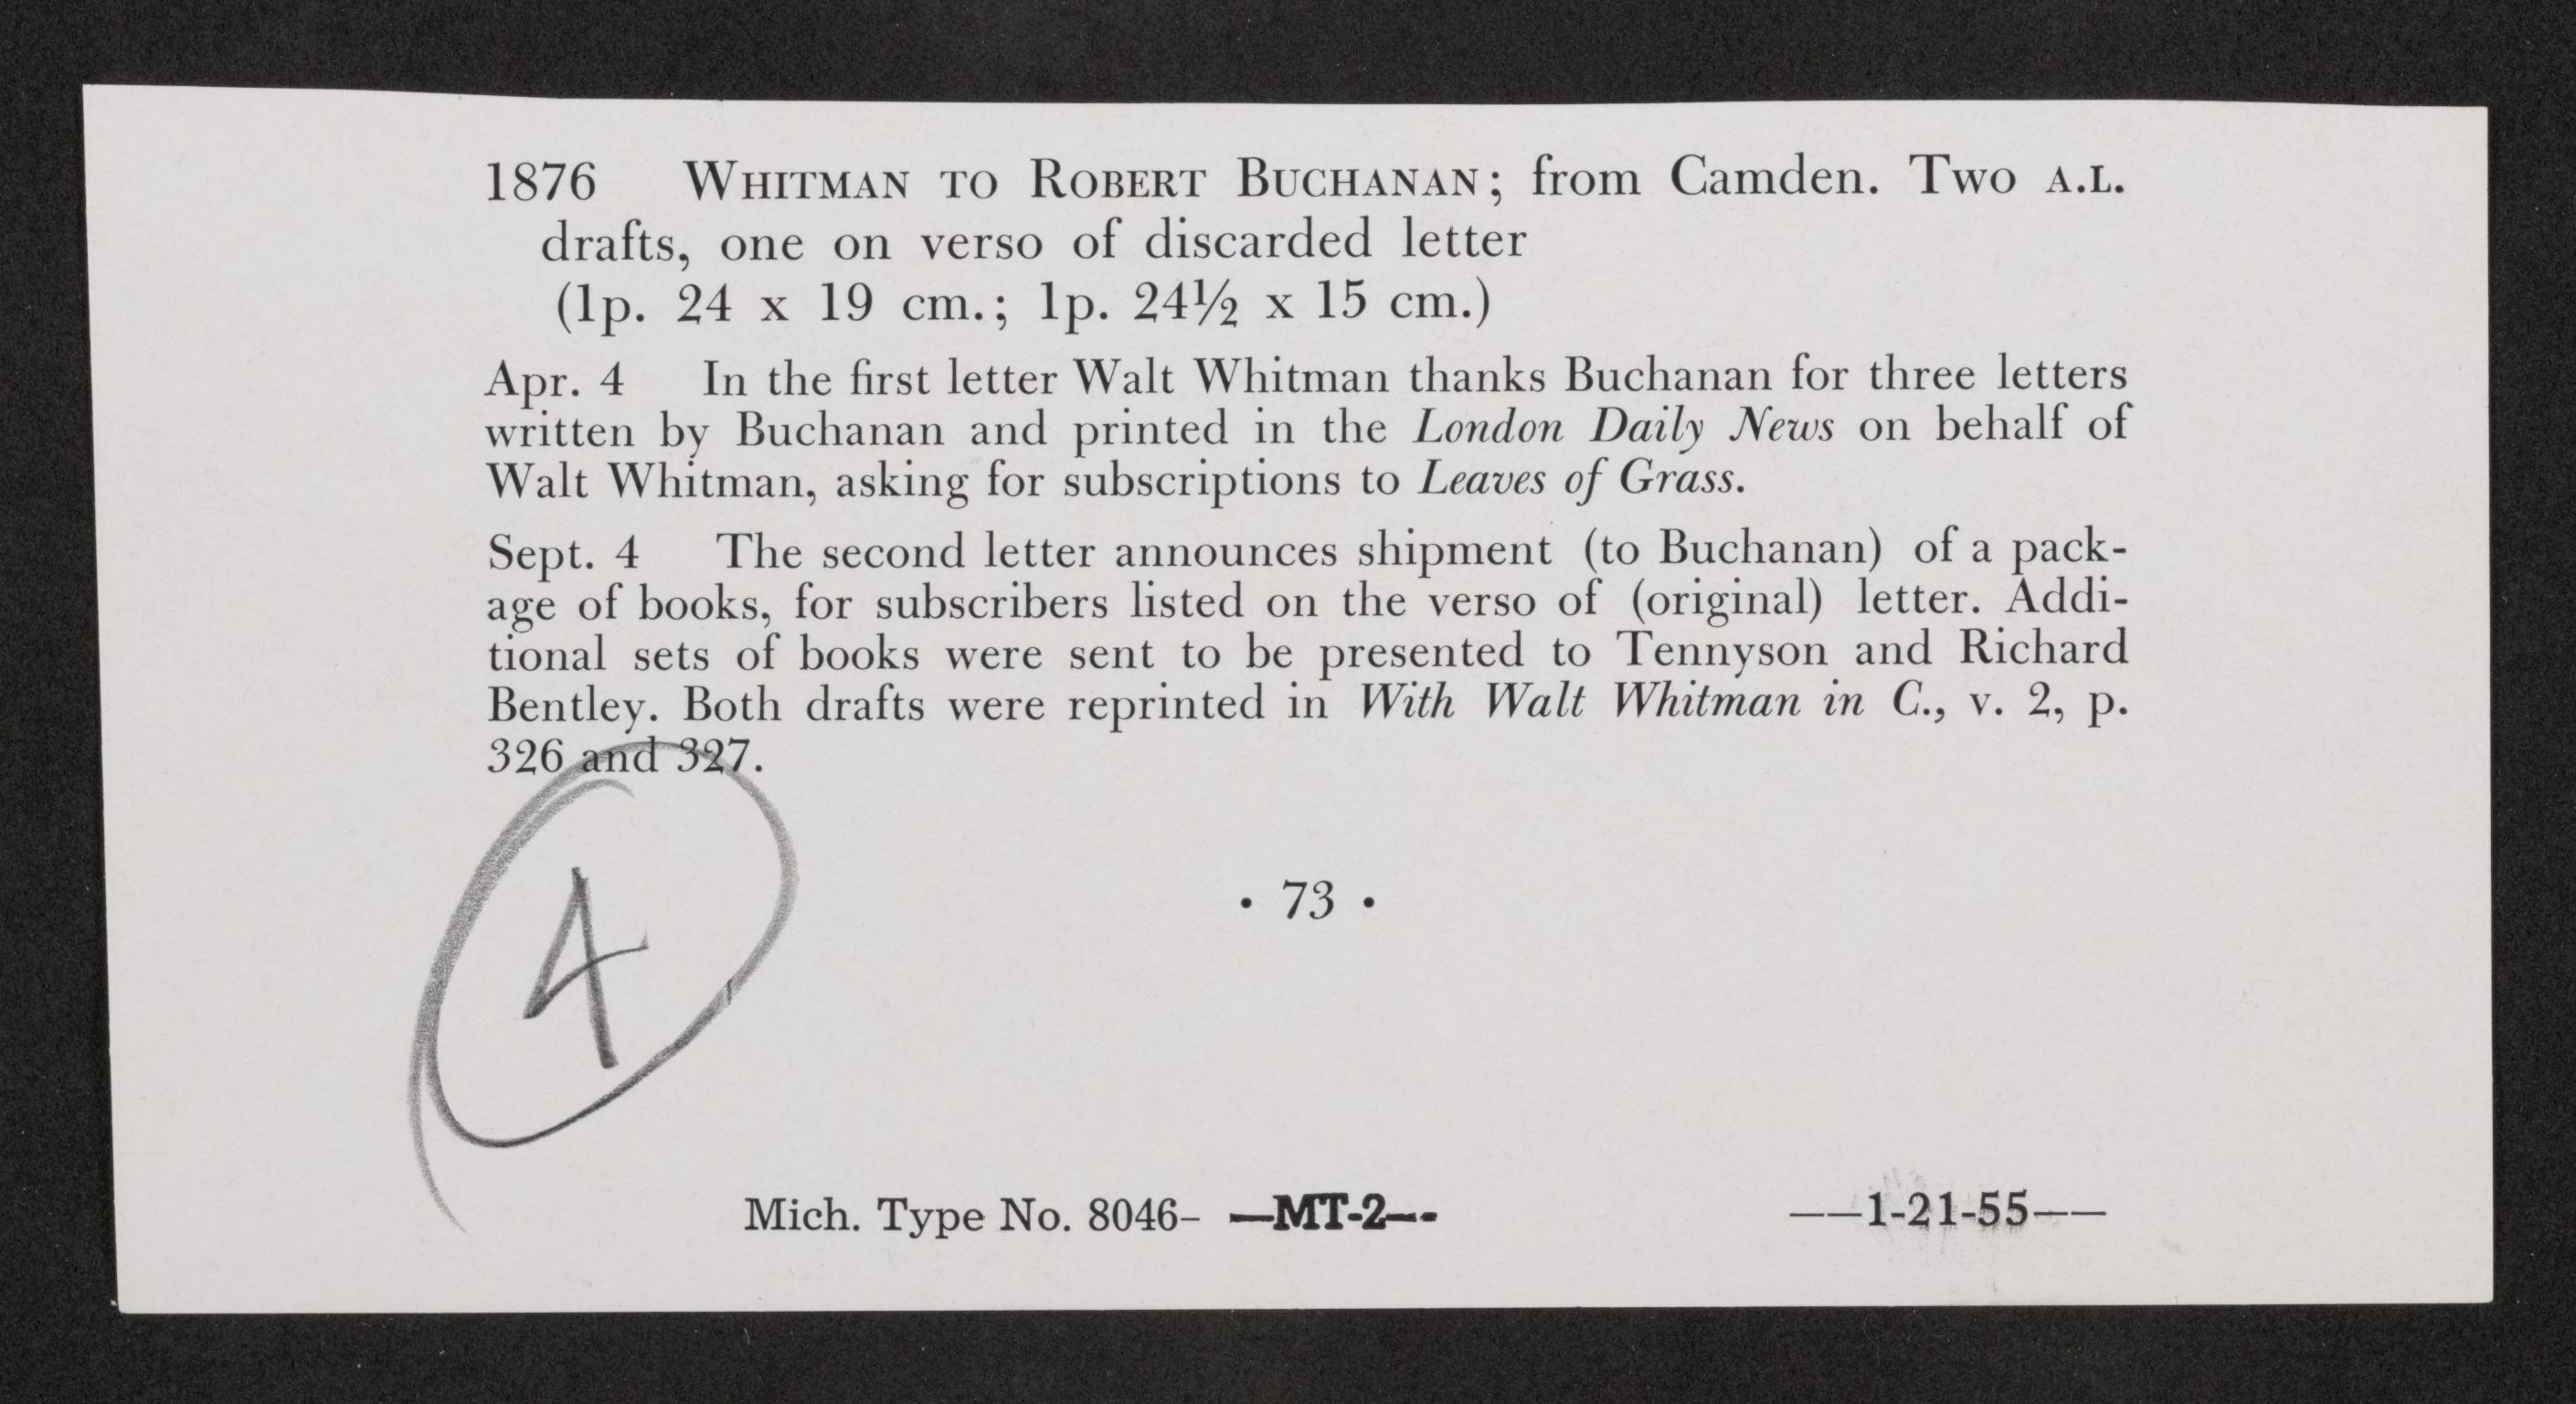 1876 WHITMAN TO ROBERT BUCHANAN; from Camden. Two A.L.
drafts, one on verso of discarded letter
(1p. 24 x 19 cm.; 1p. 24½ x 15 cm.)
Apr. 4 In the first letter Walt Whitman thanks Buchanan for three letters
written by Buchanan and printed in the London Daily News on behalf of
Walt Whitman, asking for subscriptions to Leaves of Grass.
Sept. 4 The second letter announces shipment (to Buchanan) of a pack-
age of books, for subscribers listed on the verso of (original) letter. Addi-
tional sets of books were sent to be presented to Tennyson and Richard
Bentley. Both drafts were reprinted in With Walt Whitman in C., v. 2, p.
326 and 327.
4
• 73 •
Mich. Type No. 8046– —MT-2–- ——1-21-55——